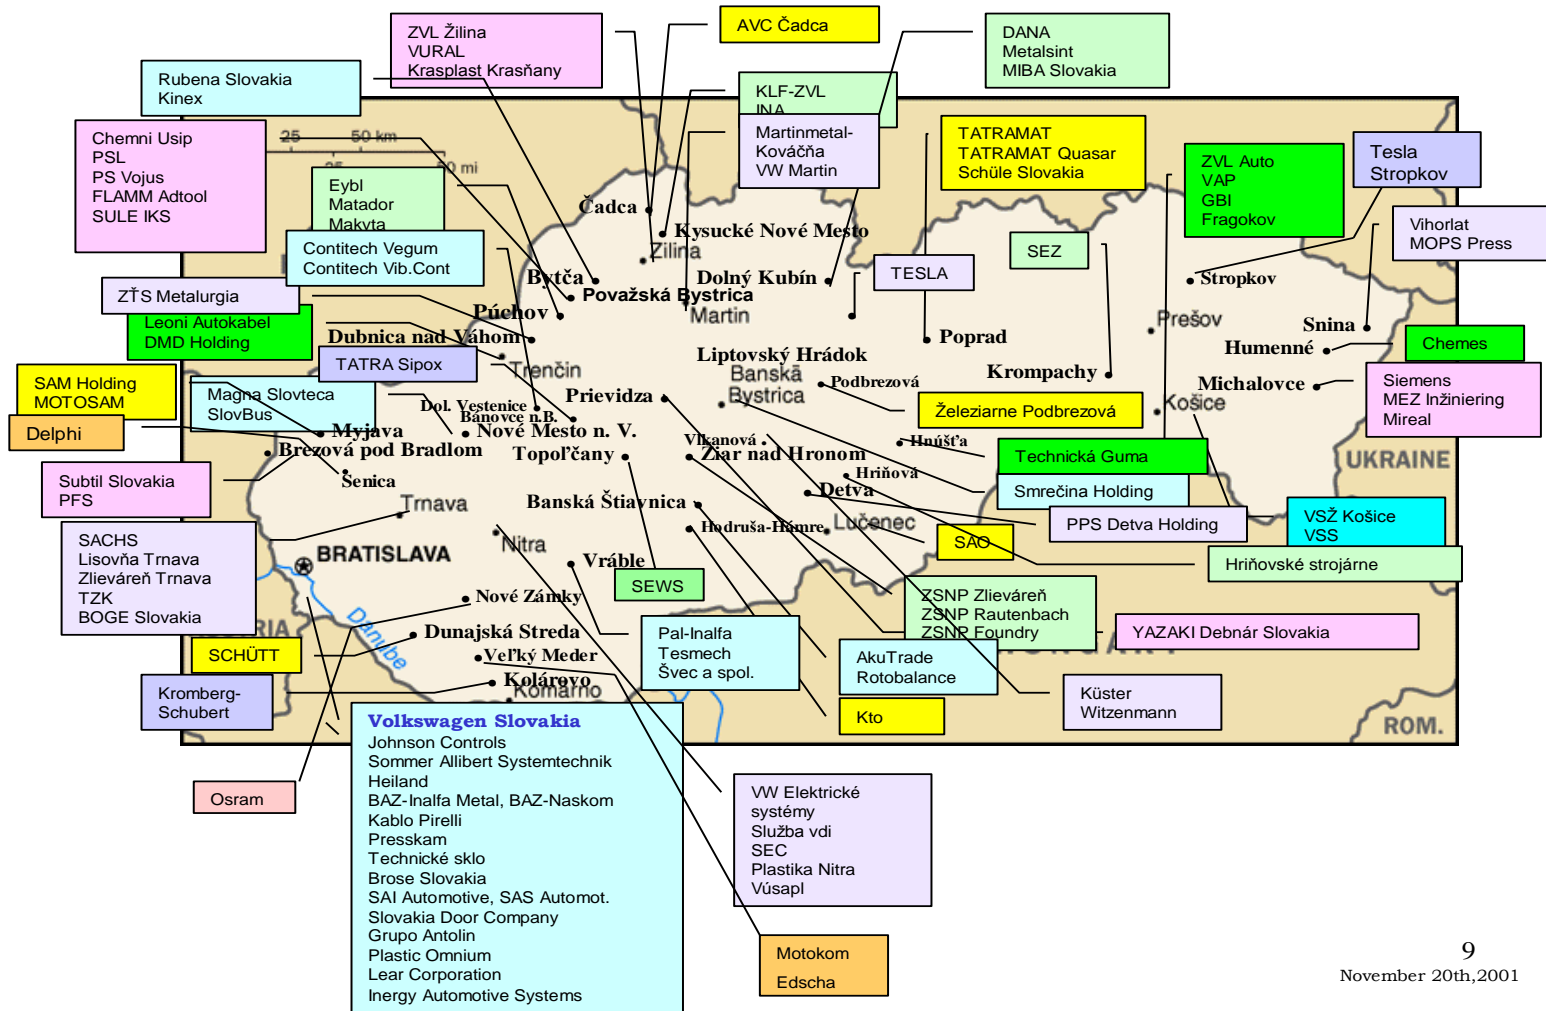 ZVL Žilina
VURAL
Krasplast Krasňany
AVC Čadca
DANA
Metalsint
MIBA Slovakia
Rubena Slovakia
Kinex
KLF-ZVL
INA
Martinmetal-
Kováčňa
VW Martin
TATRAMAT
TATRAMAT Quasar
Schüle Slovakia
ZVL Auto
VAP
GBI
Fragokov
Tesla
Stropkov
Vihorlat
MOPS Press
Chemni Usip
PSL
PS Vojus
FLAMM Adtool
SULE IKS
25 50 km
25 50 mi
Eybl
Matador
Makyta
Contitech Vegum
Contitech Vib.Cont
ZŤS Metalurgia
Leoni Autokabel
DMD Holding
TATRA Sipox
SAM Holding
MOTOSAM
Magna Slovteca
SlovBus
Delphi
Subtil Slovakia
PFS
SACHS
Lisovňa Trnava
Zlieváreň Trnava
TZK
BOGE Slovakia
SCHÜTT
Kromberg-
Schubert
Osram
TESLA
SEZ
Chemes
Siemens
MEZ Inžiniering
Mireal
Železiarne Podbrezová
Technická Guma
Smrečina Holding
PPS Detva Holding
VSŽ Košice
VSS
SAO
Hriňovské strojárne
SEWS
ZSNP Zlieváreň
ZSNP Rautenbach
ZSNP Foundry
YAZAKI Debnár Slovakia
Pal-Inalfa
Tesmech
Švec a spol.
AkuTrade
Rotobalance
Kto
Küster
Witzenmann
Čadca
Kysucké Nové Mesto
Žilina
Bytča
Dolný Kubín
Považská Bystrica
Martin
Púchov
Dubnica nad Váhom
Trenčín
Liptovský Hrádok
Poprad
Stropkov
Prešov
Snina
Humenné
Krompachy
Michalovce
Košice
Banská
Bystrica
Podbrezová
Prievidza
Dol. Vestenice
Bánovce n.B.
Nové Mesto n. V.
Myjava
Brezová pod Bradlom
Senica
Topoľčany
Vlkanová
Ziar nad Hronom
Hnúšťa
Hriňová
Detva
Lučenec
Banská Štiavnica
Hodruša-Hámre
Trnava
Nitra
Vráble
BRATISLAVA
Nové Zámky
Dunajská Streda
Veľký Meder
Kolárovo
Komárno
Danube
UKRAINE
ROM.
Volkswagen Slovakia
Johnson Controls
Sommer Allibert Systemtechnik
Heiland
BAZ-Inalfa Metal, BAZ-Naskom
Kablo Pirelli
Presskam
Technické sklo
Brose Slovakia
SAI Automotive, SAS Automot.
Slovakia Door Company
Grupo Antolin
Plastic Omnium
Lear Corporation
Inergy Automotive Systems
VW Elektrické
systémy
Služba vdi
SEC
Plastika Nitra
Vúsapl
Motokom
Edscha
9
November 20th,2001